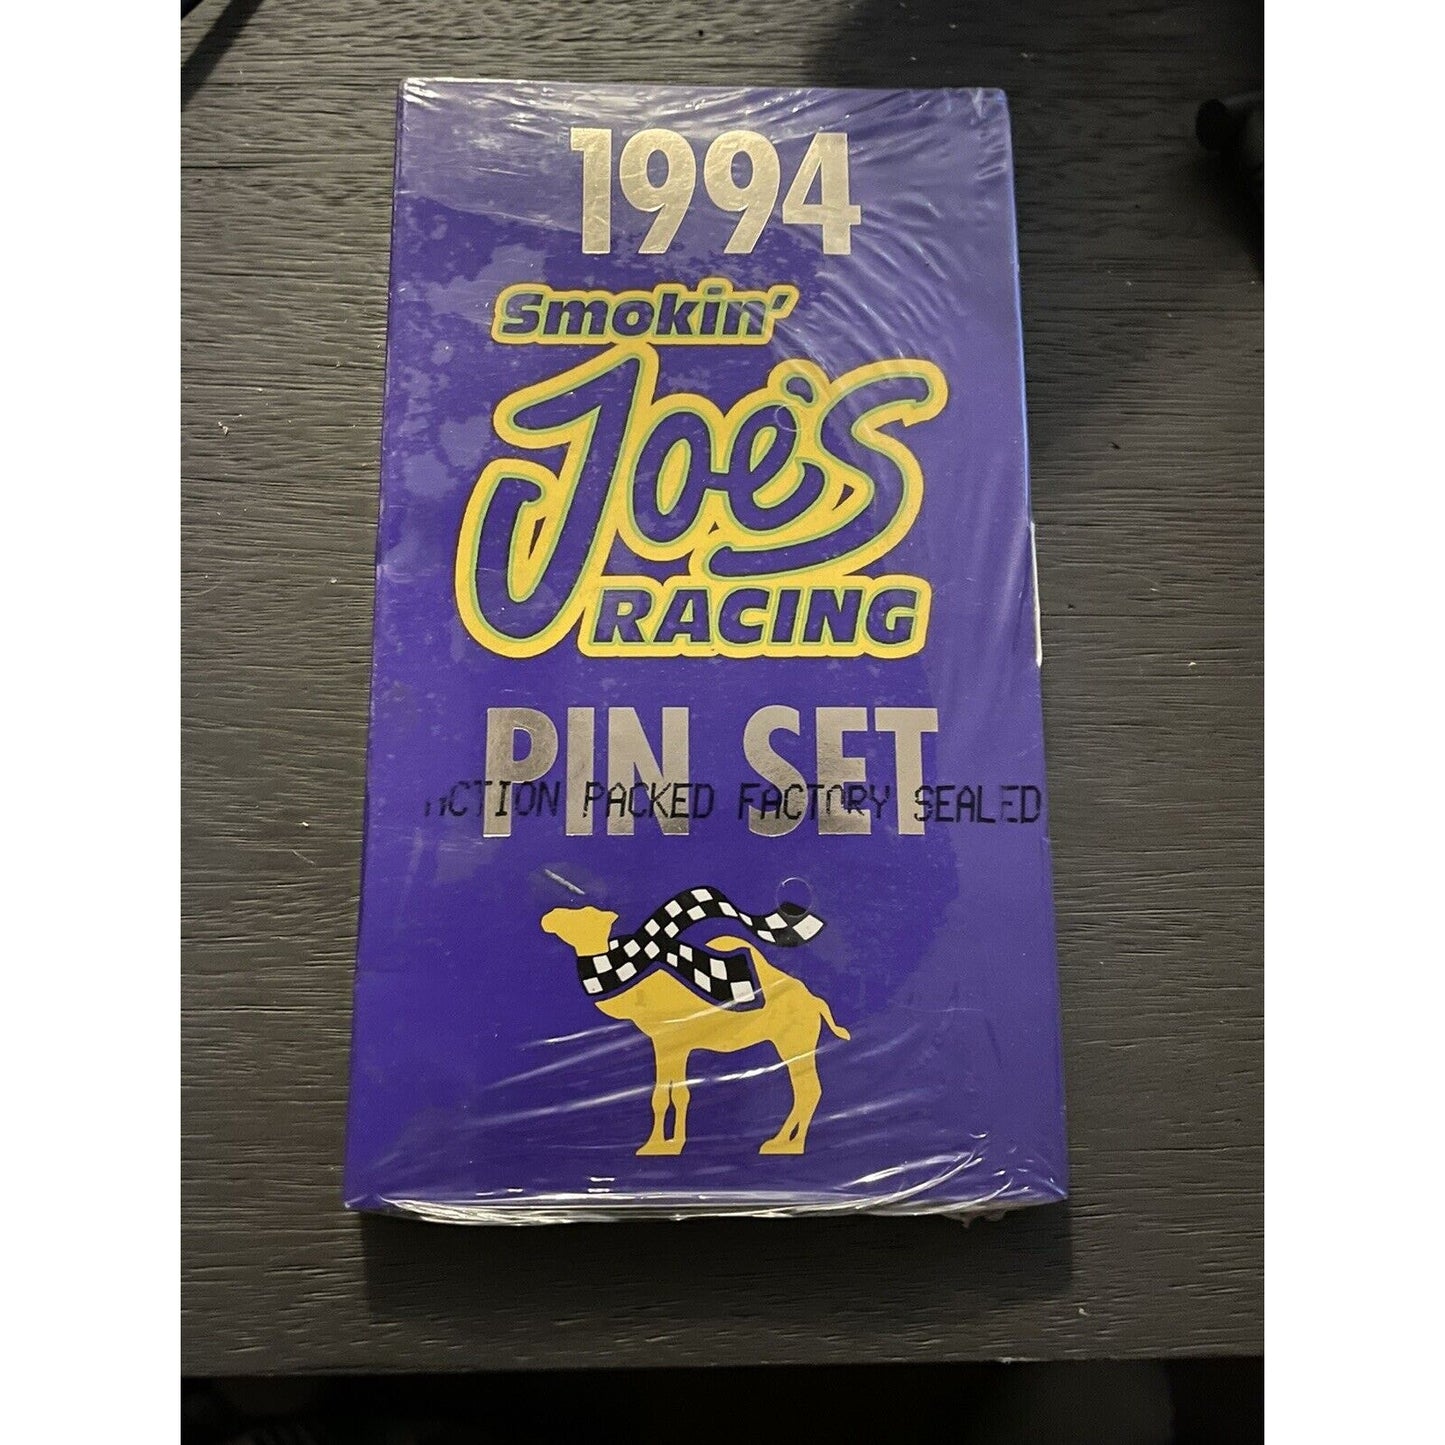 1994
Smokin'
Joe's
RACING
PIN SET
ACTION PACKED FACTORY SEALED